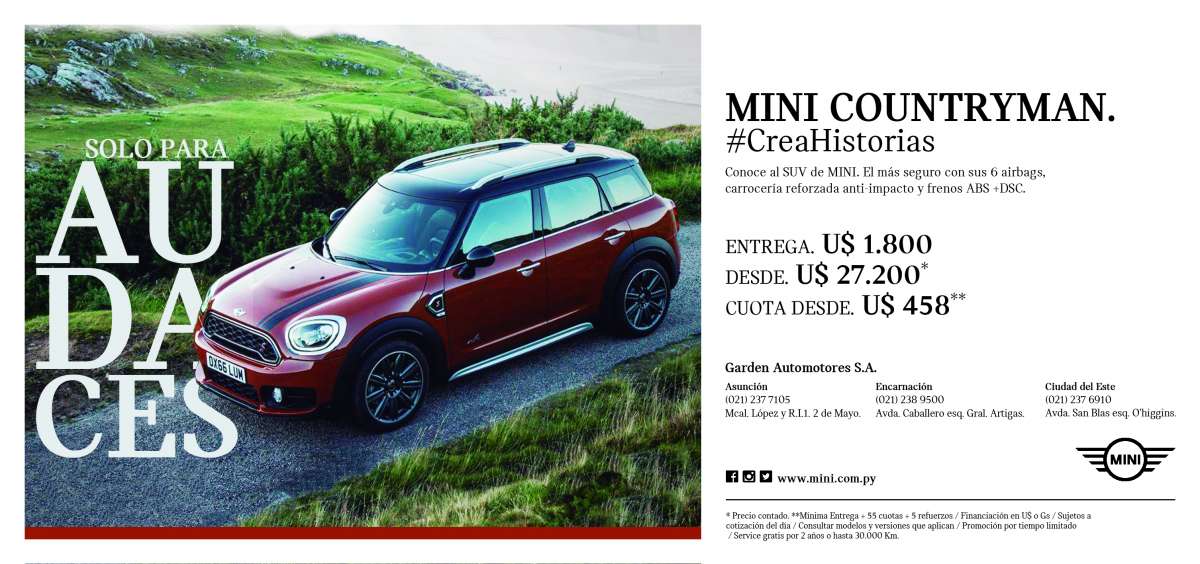 SOLO PARA
AU
DA
CES
OX66 LUM
MINI COUNTRYMAN.
#CreaHistorias
Conoce al SUV de MINI. El más seguro con sus 6 airbags,
carrocería reforzada anti-impacto y frenos ABS +DSC.
ENTREGA. U$ 1.800
DESDE. U$ 27.200*
CUOTA DESDE. U$ 458**
Garden Automotores S.A.
Asunción
(021) 237 7105
Mcal. López y R.I.1. 2 de Mayo.
Encarnación
(021) 238 9500
Avda. Caballero esq. Gral. Artigas.
Ciudad del Este
(021) 237 6910
Avda. San Blas esq. O'higgins.
MINI
www.mini.com.py
* Precio contado. **Mínima Entrega + 55 cuotas + 5 refuerzos / Financiación en U$ o Gs / Sujetos a
cotización del día / Consultar modelos y versiones que aplican / Promoción por tiempo limitado
/ Service gratis por 2 años o hasta 30.000 Km.